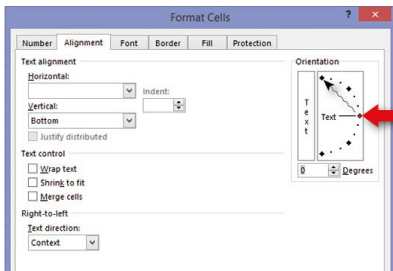 Format Cells
?
Number Alignment Font Border Fill Protection
Text alignment
Horizontal:
Indent:
Vertical:
Bottom
Justify distributed
Text control
Wrap text
Shrink to fit
Merge cells
Right-to-left
Text direction:
Context
Orientation
Text
Text
0 Degrees